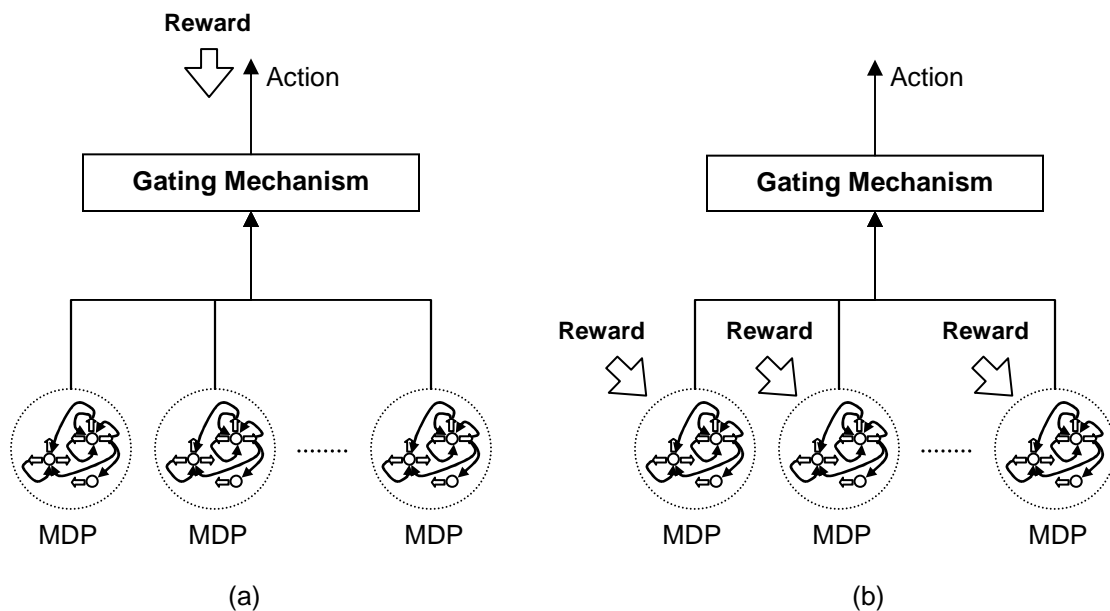 Reward
Action
Gating Mechanism
........
MDP MDP MDP
(a)
Action
Gating Mechanism
Reward Reward Reward
........
MDP MDP MDP
(b)